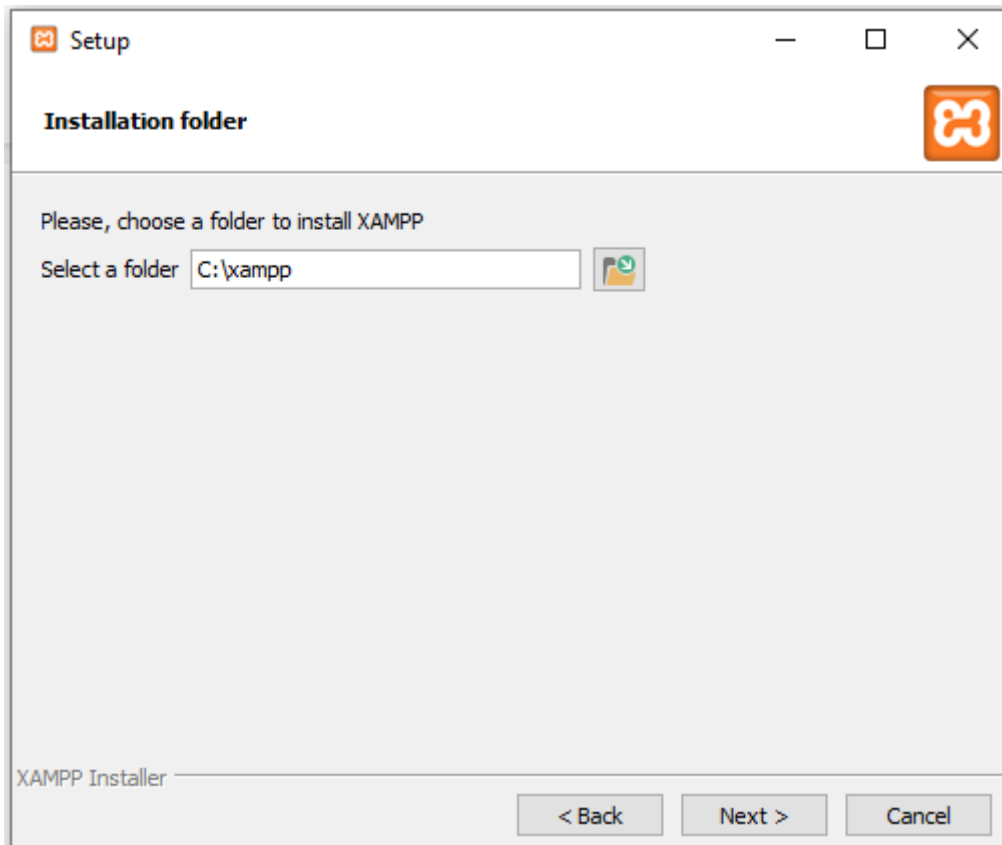 Setup
Installation folder
Please, choose a folder to install XAMPP
Select a folder C:\xampp
XAMPP Installer
< Back Next > Cancel